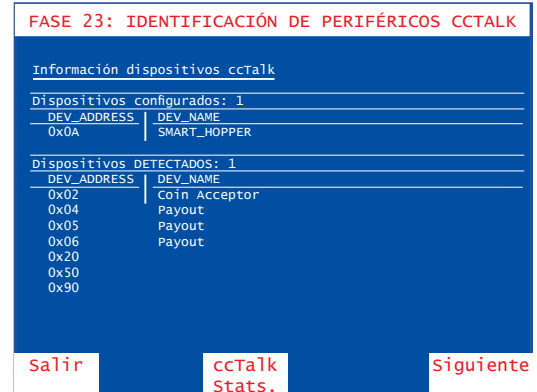 FASE 23: IDENTIFICACIÓN DE PERIFÉRICOS CCTALK
Información dispositivos ccTalk
Dispositivos configurados: 1
DEV_ADDRESS DEV_NAME
0x0A SMART_HOPPER
Dispositivos DETECTADOS: 1
DEV_ADDRESS DEV_NAME
0x02 Coin Acceptor
0x04 Payout
0x05 Payout
0x06 Payout
0x20
0x50
0x90
Salir ccTalk Siguiente
Stats.